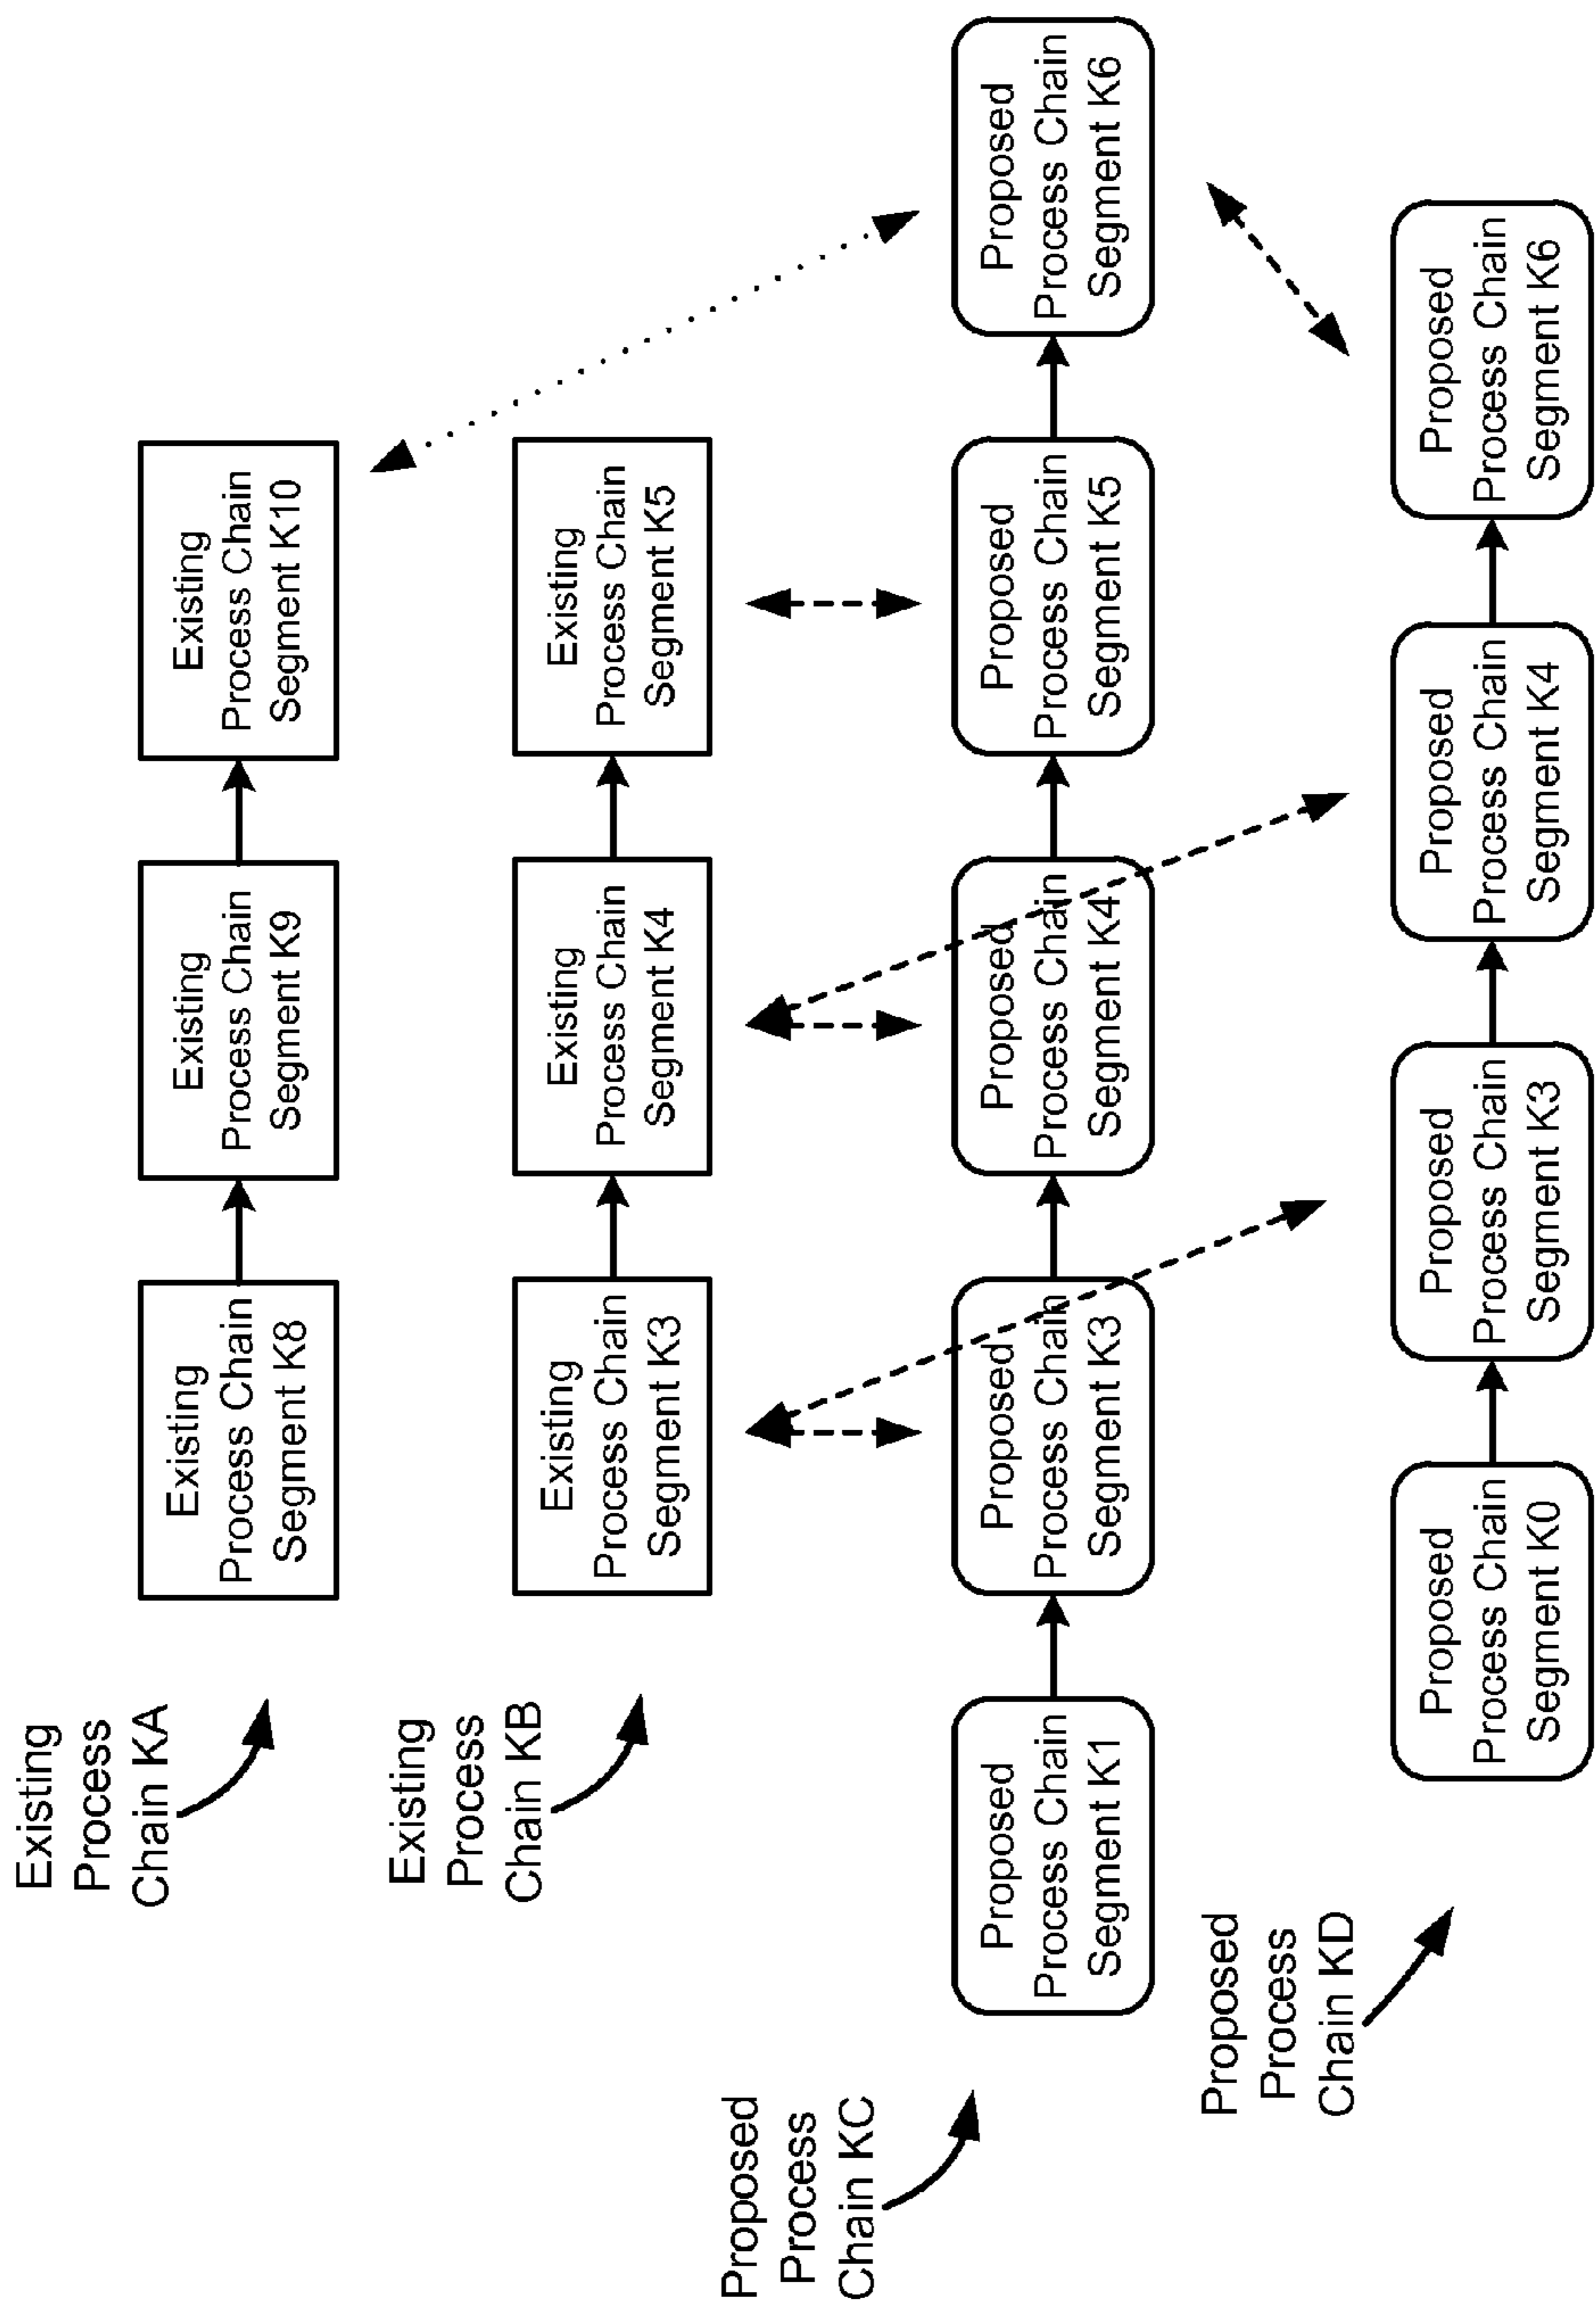 Existing
Process
Chain KA
Existing
Process Chain
Segment K8
Existing
Process Chain
Segment K9
Existing
Process Chain
Segment K10
Existing
Process
Chain KB
Existing
Process Chain
Segment K3
Existing
Process Chain
Segment K4
Existing
Process Chain
Segment K5
Proposed
Process
Chain KC
Proposed
Process Chain
Segment K1
Proposed
Process Chain
Segment K3
Proposed
Process Chain
Segment K4
Proposed
Process Chain
Segment K5
Proposed
Process Chain
Segment K6
Proposed
Process
Chain KD
Proposed
Process Chain
Segment K0
Proposed
Process Chain
Segment K3
Proposed
Process Chain
Segment K4
Proposed
Process Chain
Segment K6